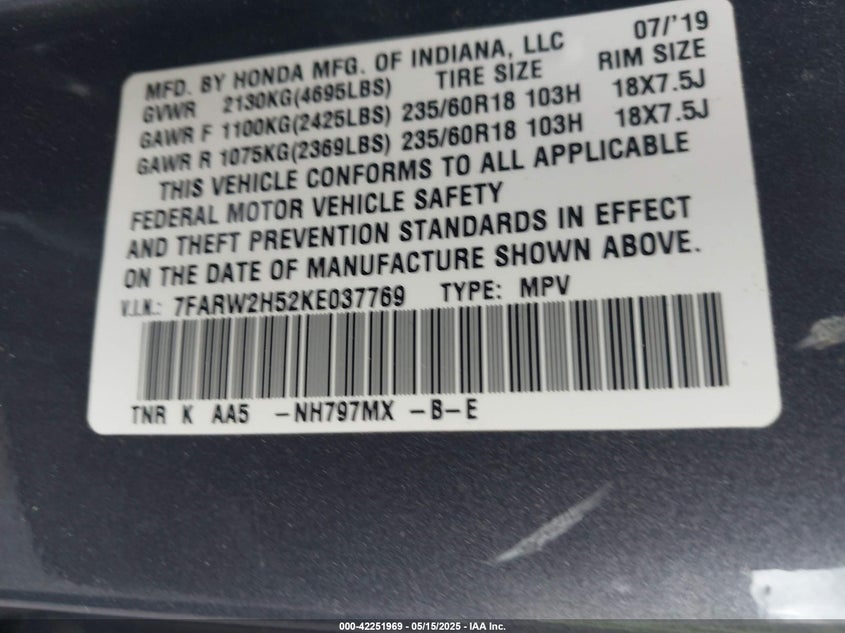 07/'19
MFD. BY HONDA MFG. OF INDIANA, LLC
GVWR 2130KG(4695LBS) TIRE SIZE RIM SIZE
GAWR F 1100KG(2425LBS) 235/60R18 103H 18X7.5J
GAWR R 1075KG(2369LBS) 235/60R18 103H 18X7.5J
THIS VEHICLE CONFORMS TO ALL APPLICABLE
FEDERAL MOTOR VEHICLE SAFETY
AND THEFT PREVENTION STANDARDS IN EFFECT
ON THE DATE OF MANUFACTURE SHOWN ABOVE.
V.I.N.: 7FARW2H52KE037769 TYPE: MPV
TNR K AA5 -NH797MX -B-E
000-42251969 - 05/15/2025 - IAA Inc.